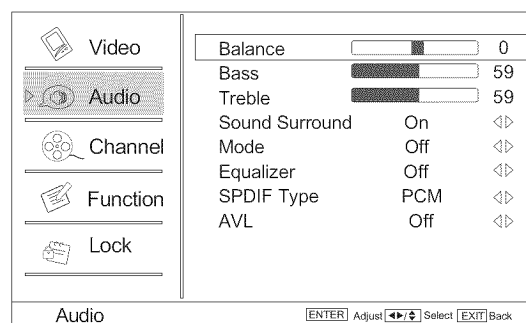 Video
Audio
Channel
Function
Lock
Balance 0
Bass 59
Treble 59
Sound Surround On
Mode Off
Equalizer Off
SPDIF Type PCM
AVL Off
Audio ENTER Adjust ◀▶/◆ Select EXIT Back